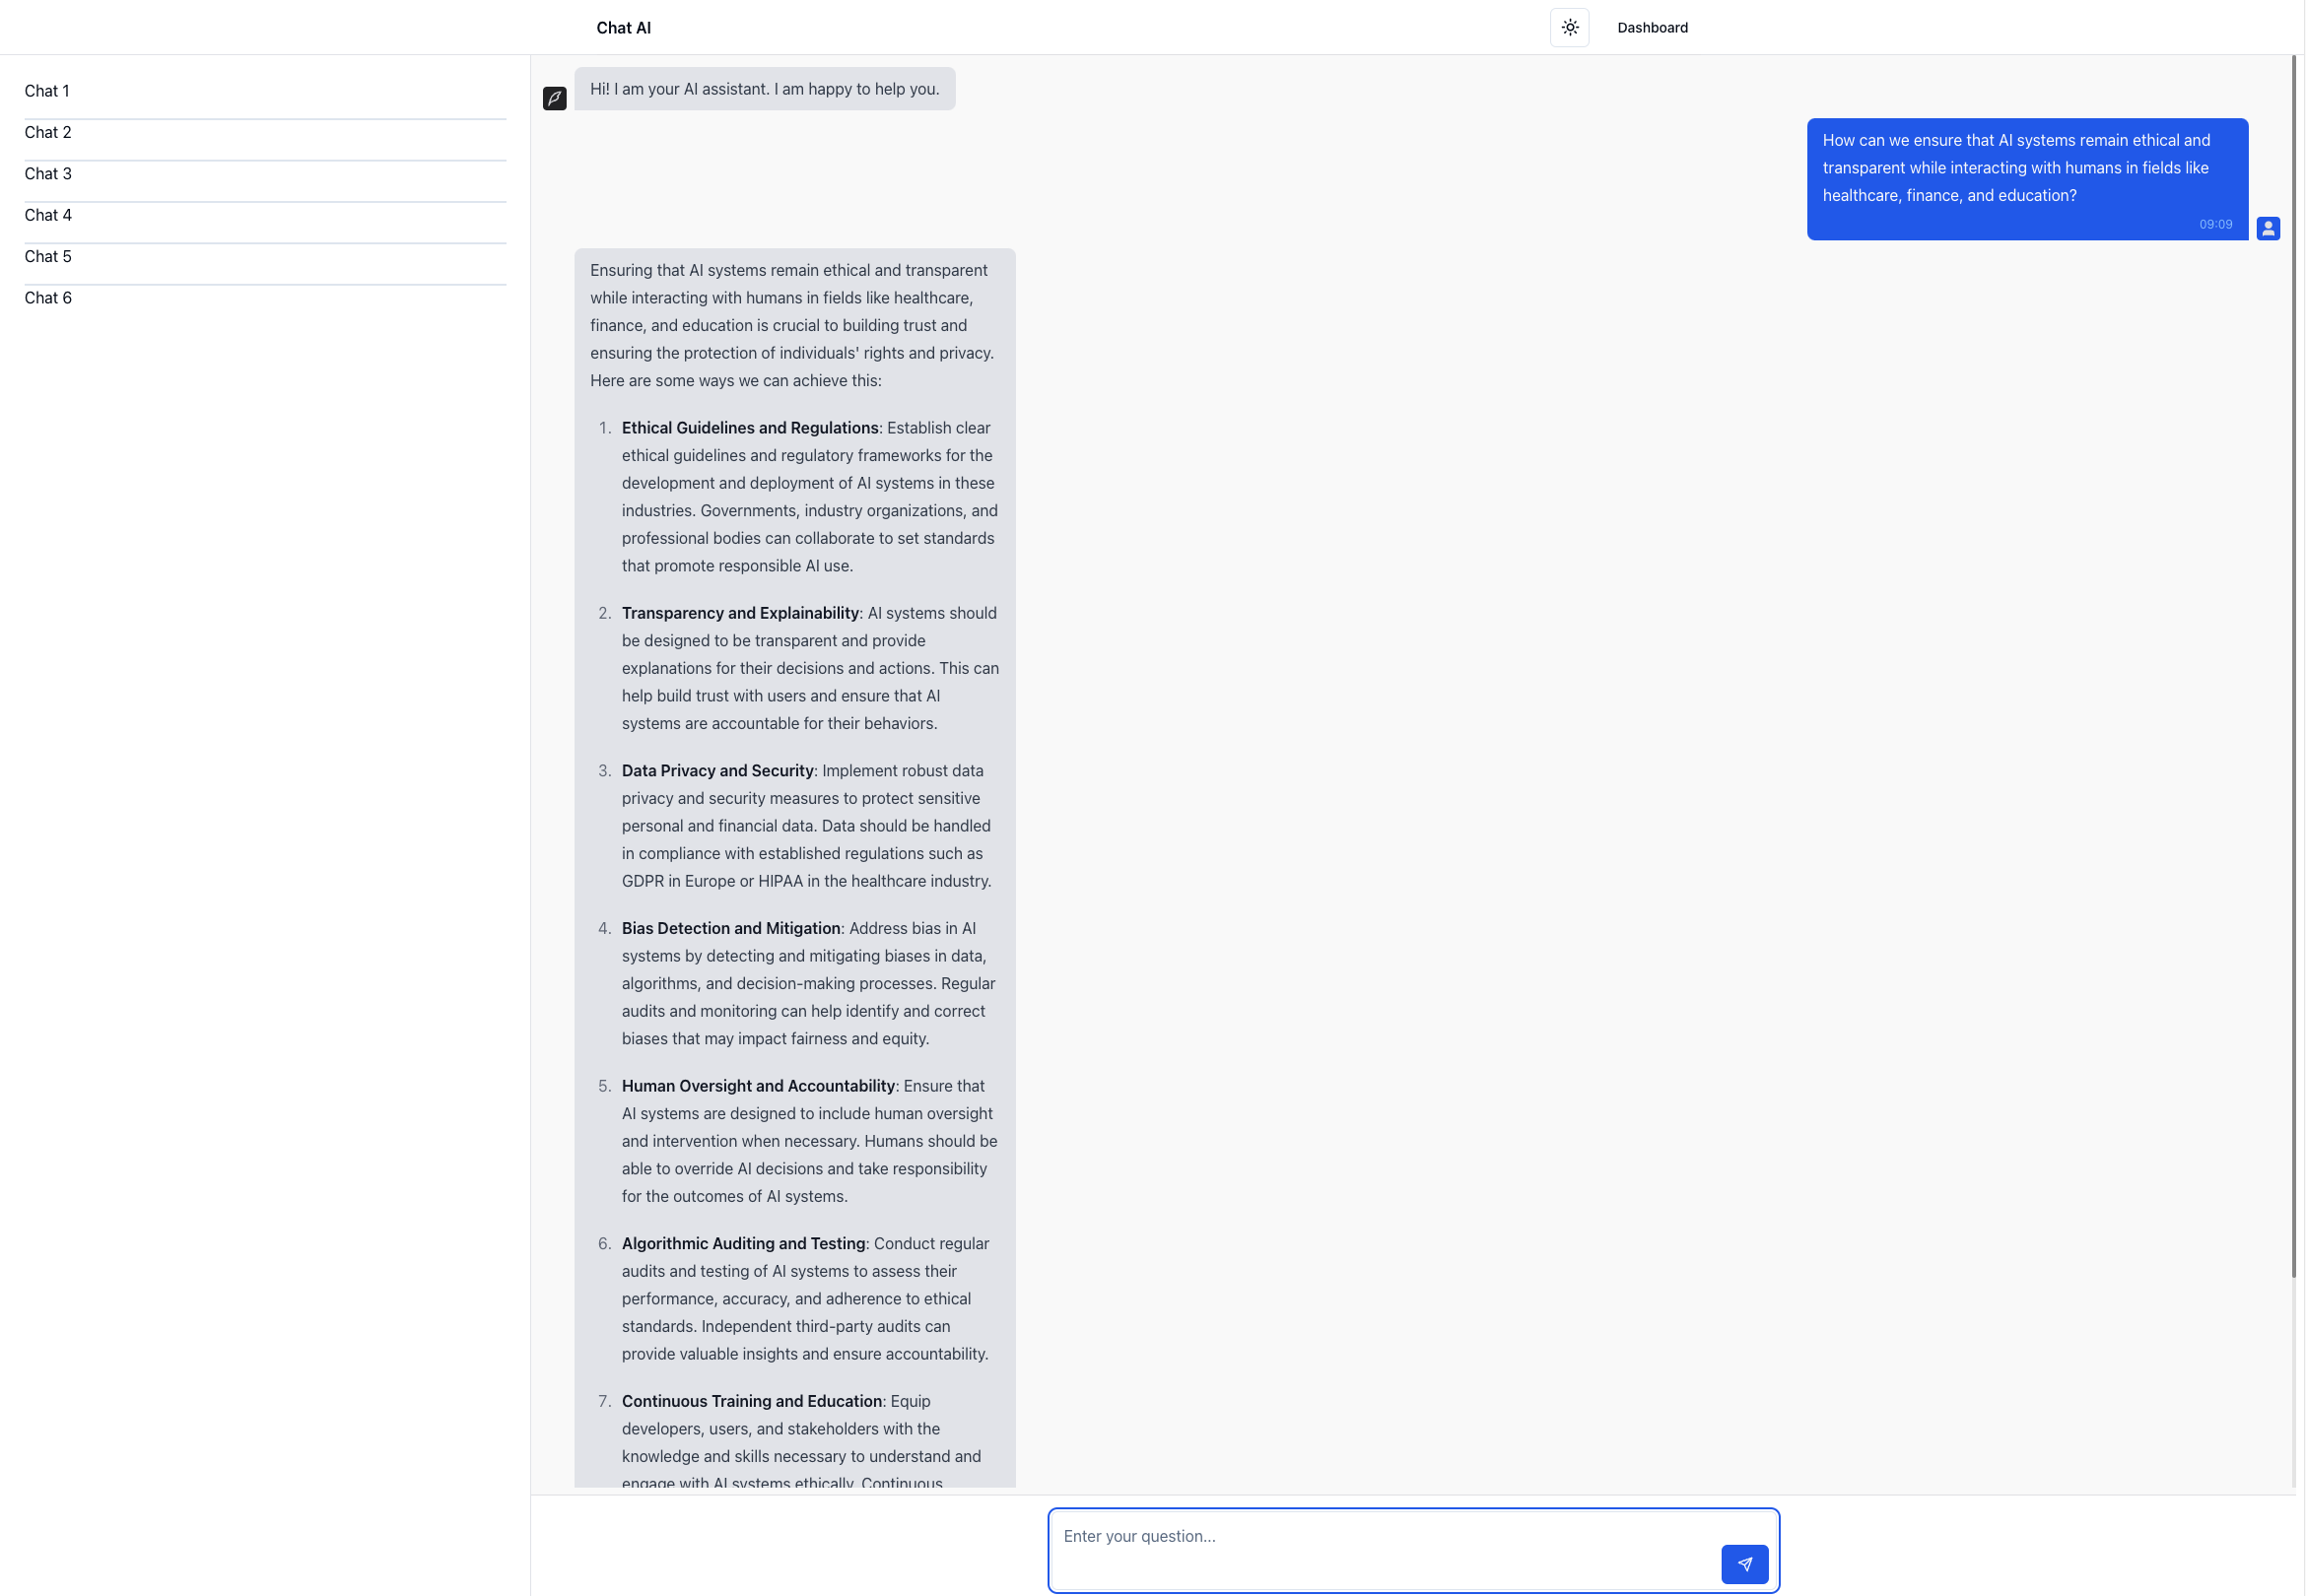 Chat AI
Dashboard
Chat 1
Chat 2
Chat 3
Chat 4
Chat 5
Chat 6
Hi! I am your AI assistant. I am happy to help you.
How can we ensure that AI systems remain ethical and
transparent while interacting with humans in fields like
healthcare, finance, and education?
09:09
Ensuring that AI systems remain ethical and transparent
while interacting with humans in fields like healthcare,
finance, and education is crucial to building trust and
ensuring the protection of individuals' rights and privacy.
Here are some ways we can achieve this:
1. Ethical Guidelines and Regulations: Establish clear
ethical guidelines and regulatory frameworks for the
development and deployment of AI systems in these
industries. Governments, industry organizations, and
professional bodies can collaborate to set standards
that promote responsible AI use.
2. Transparency and Explainability: AI systems should
be designed to be transparent and provide
explanations for their decisions and actions. This can
help build trust with users and ensure that AI
systems are accountable for their behaviors.
3. Data Privacy and Security: Implement robust data
privacy and security measures to protect sensitive
personal and financial data. Data should be handled
in compliance with established regulations such as
GDPR in Europe or HIPAA in the healthcare industry.
4. Bias Detection and Mitigation: Address bias in AI
systems by detecting and mitigating biases in data,
algorithms, and decision-making processes. Regular
audits and monitoring can help identify and correct
biases that may impact fairness and equity.
5. Human Oversight and Accountability: Ensure that
AI systems are designed to include human oversight
and intervention when necessary. Humans should be
able to override AI decisions and take responsibility
for the outcomes of AI systems.
6. Algorithmic Auditing and Testing: Conduct regular
audits and testing of AI systems to assess their
performance, accuracy, and adherence to ethical
standards. Independent third-party audits can
provide valuable insights and ensure accountability.
7. Continuous Training and Education: Equip
developers, users, and stakeholders with the
knowledge and skills necessary to understand and
engage with AI systems ethically. Continuous
Enter your question...